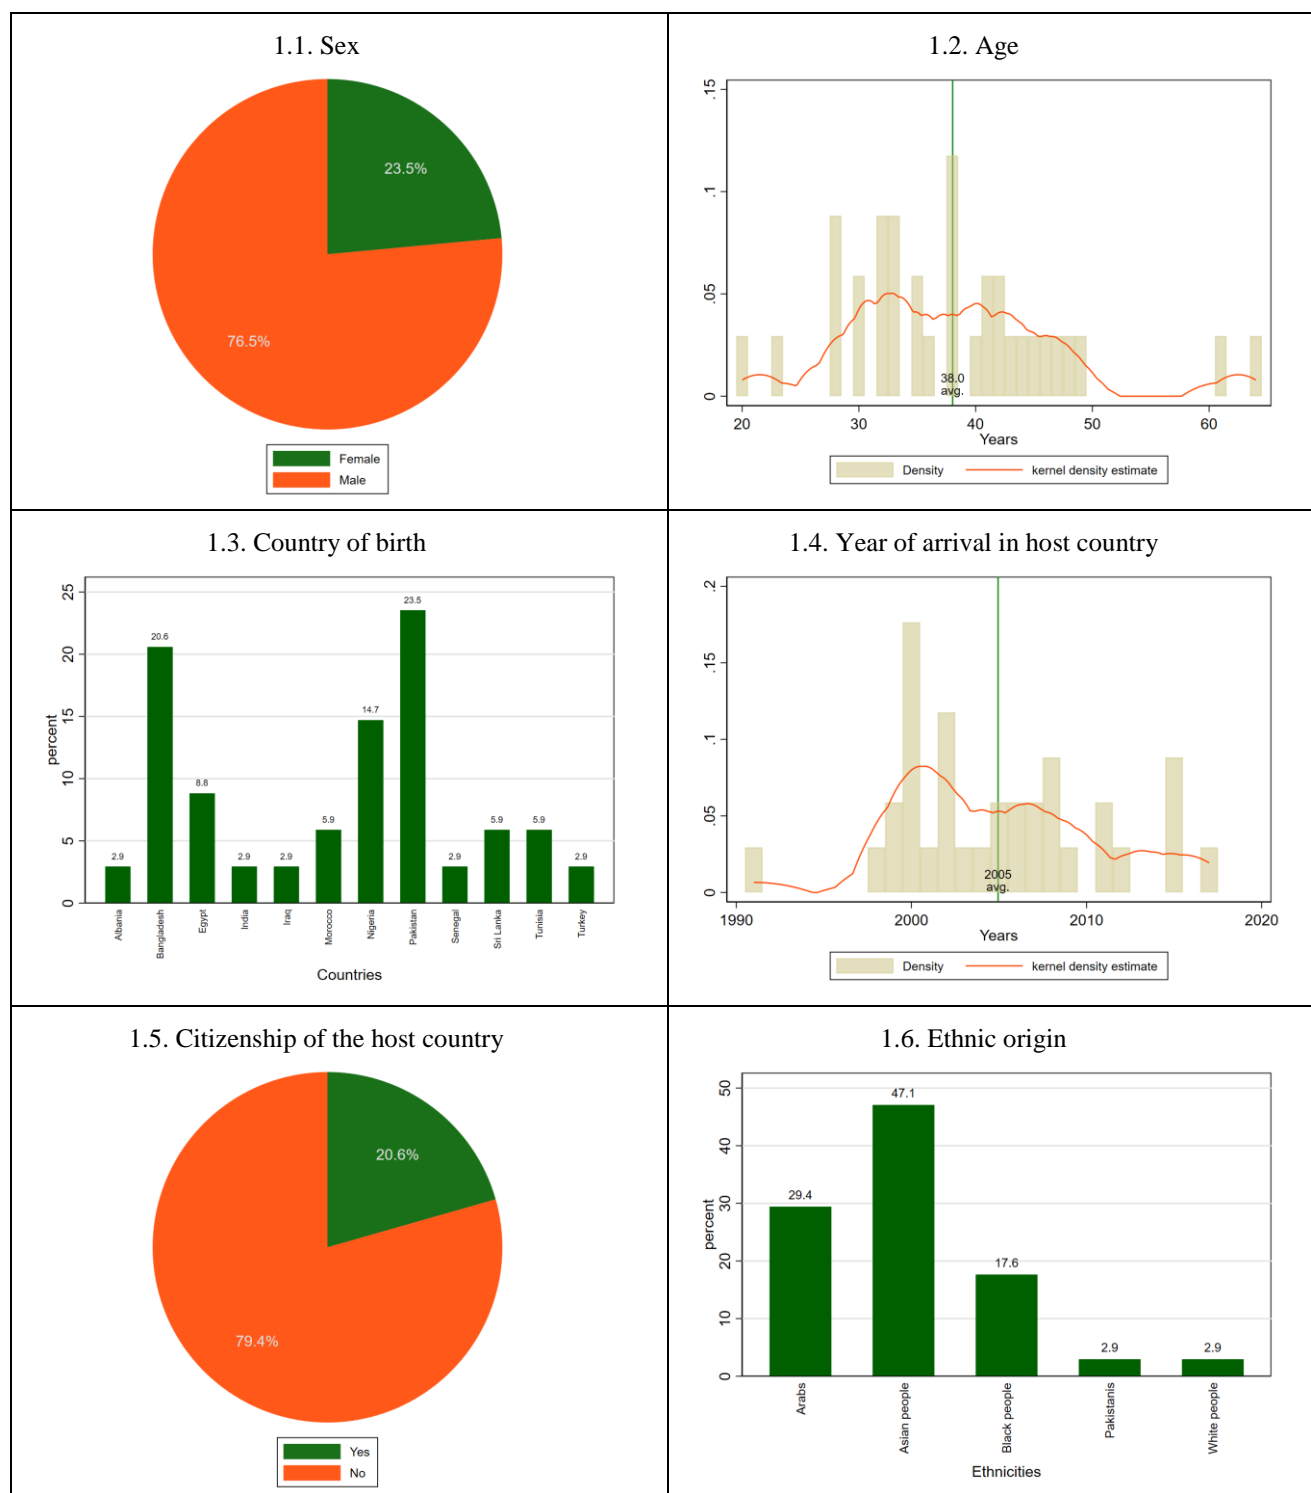 1.1. Sex
23.5%
76.5%
Female
Male
1.2. Age
.15
.1
.05
0
38.0
avg.
20 30 40 50 60
Years
Density kernel density estimate
1.3. Country of birth
percent
25
20
15
10
5
0
2.9 20.6 8.8 2.9 2.9 5.9 14.7 23.5 2.9 5.9 5.9 2.9
Albania Bangladesh Egypt India Iraq Morocco Nigeria Pakistan Senegal Sri Lanka Tunisia Turkey
Countries
1.4. Year of arrival in host country
.2
.15
.1
.05
0
2005
avg.
1990 2000 2010 2020
Years
Density kernel density estimate
1.5. Citizenship of the host country
20.6%
79.4%
Yes
No
1.6. Ethnic origin
percent
50
40
30
20
10
0
29.4 47.1 17.6 2.9 2.9
Arabs Asian people Black people Pakistanis White people
Ethnicities